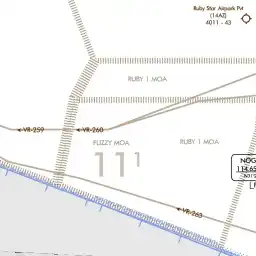 Ruby Star Airpark Pvt
(14AZ)
4011 - 43
RUBY 1 MOA
VR-259
VR-260
FUZZY MOA
RUBY 1 MOA
11 1
NOG
VR-263